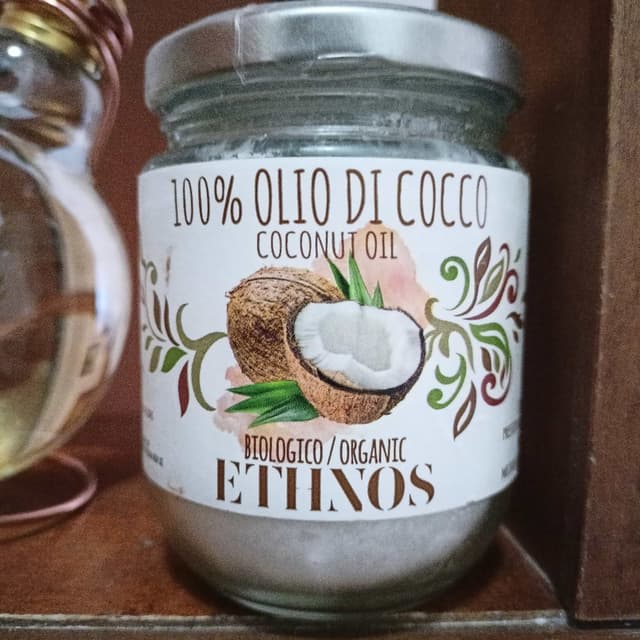 100% OLIO DI COCCO
COCONUT OIL
BIOLOGICO / ORGANIC
ETHNOS